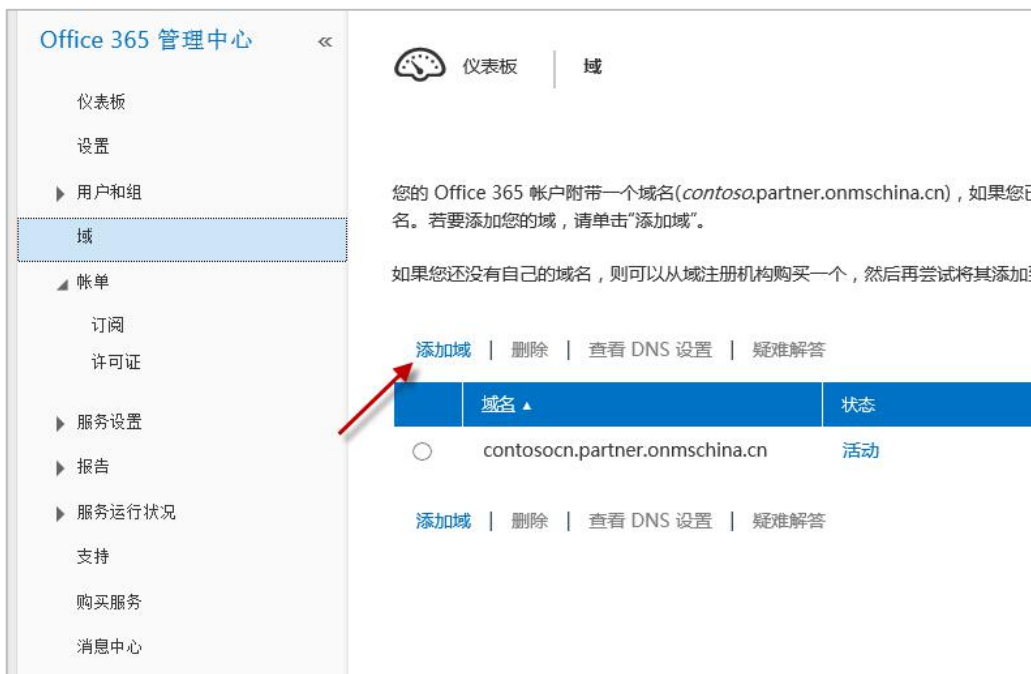 Office 365 管理中心 «
仪表板
设置
用户和组
域
帐单
订阅
许可证
服务设置
报告
服务运行状况
支持
购买服务
消息中心
仪表板 | 域
您的 Office 365 帐户附带一个域名(contoso.partner.onmschina.cn)，如果您已
名。若要添加您的域，请单击“添加域”。
如果您还没有自己的域名，则可以从域注册机构购买一个，然后再尝试将其添加
添加域 | 删除 | 查看 DNS 设置 | 疑难解答
域名 ▲ 状态
contosocn.partner.onmschina.cn 活动
添加域 | 删除 | 查看 DNS 设置 | 疑难解答